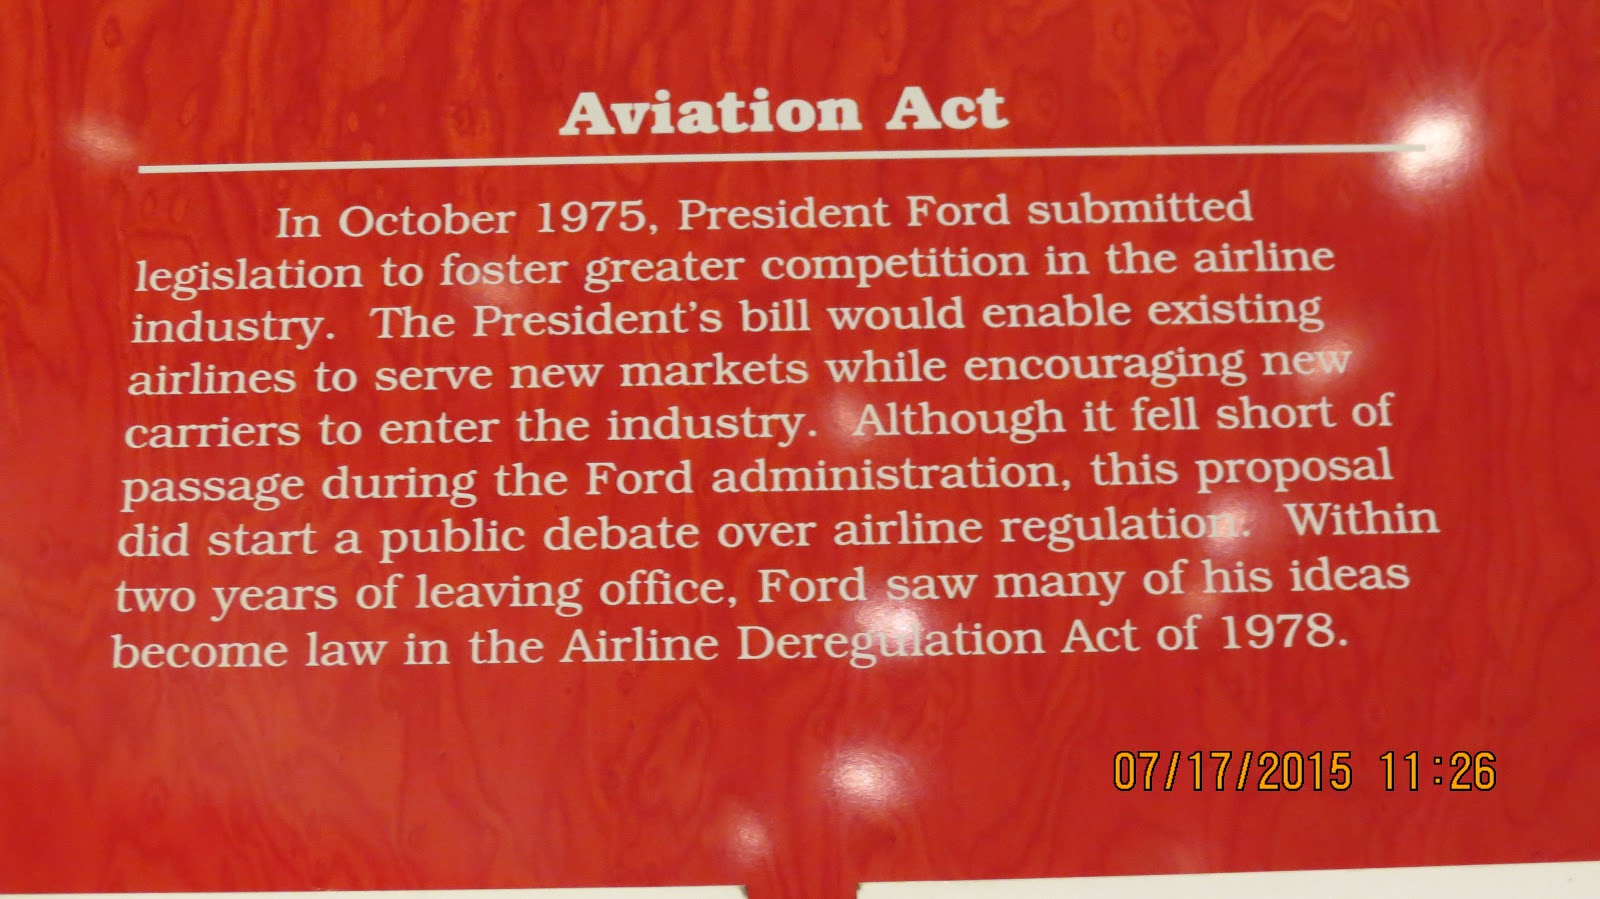 Aviation Act
In October 1975, President Ford submitted
legislation to foster greater competition in the airline
industry. The President's bill would enable existing
airlines to serve new markets while encouraging new
carriers to enter the industry. Although it fell short of
passage during the Ford administration, this proposal
did start a public debate over airline regulation. Within
two years of leaving office, Ford saw many of his ideas
become law in the Airline Deregulation Act of 1978.
07/17/2015 11:26